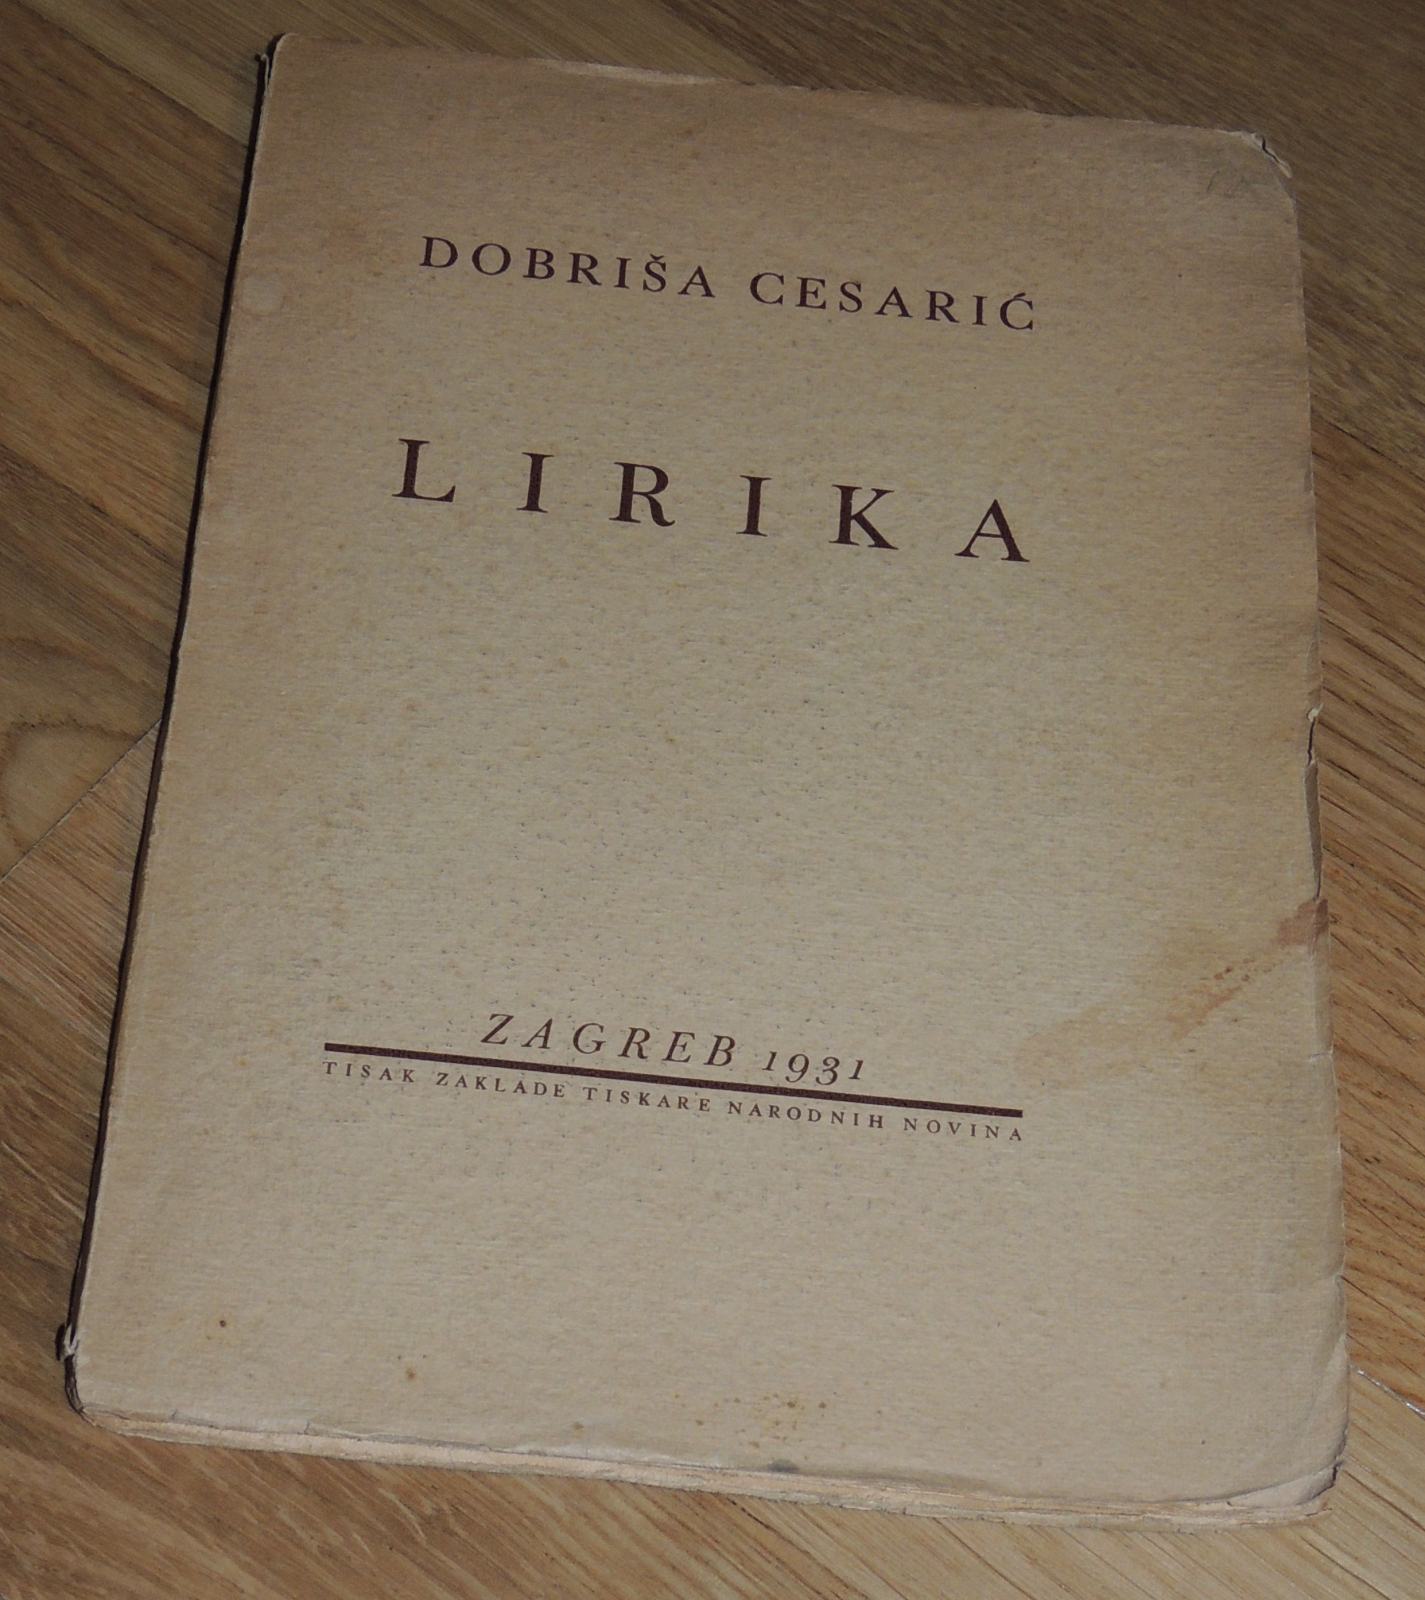 DOBRIŠA CESARIĆ
LIRIKA
ZAGREB 1931
TISAK ZAKLADE TISKARE NARODNIH NOVINA